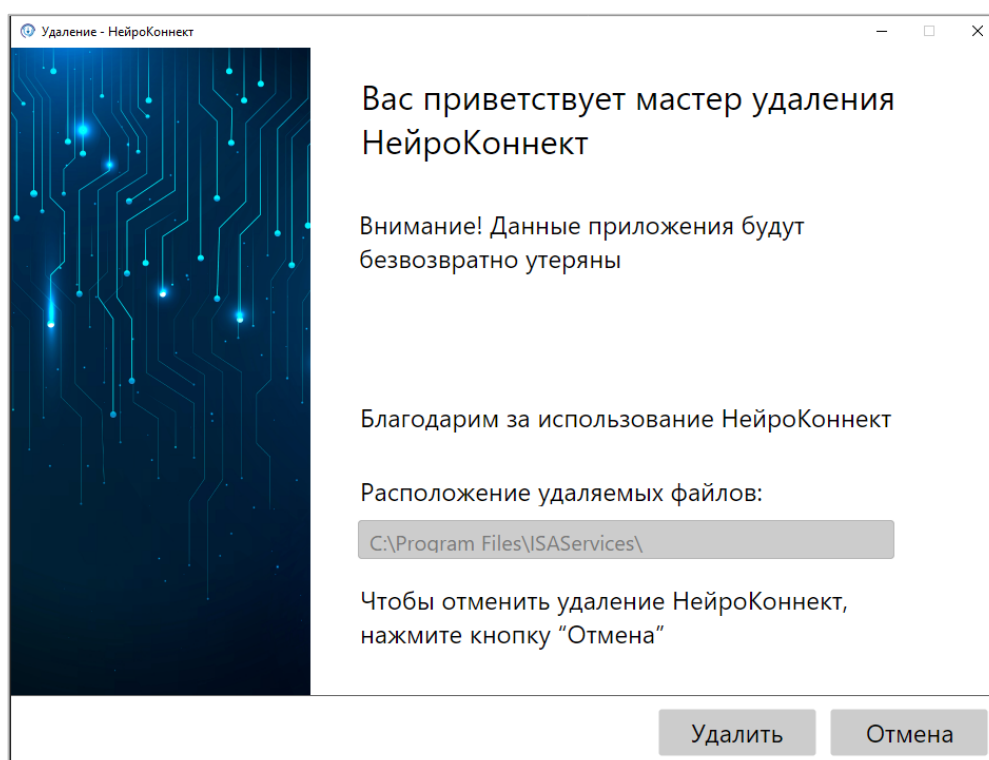 Удаление - НейроКоннект
Вас приветствует мастер удаления
НейроКоннект
Внимание! Данные приложения будут
безвозвратно утеряны
Благодарим за использование НейроКоннект
Расположение удаляемых файлов:
C:\Program Files\ISAServices\
Чтобы отменить удаление НейроКоннект,
нажмите кнопку “Отмена”
Удалить
Отмена